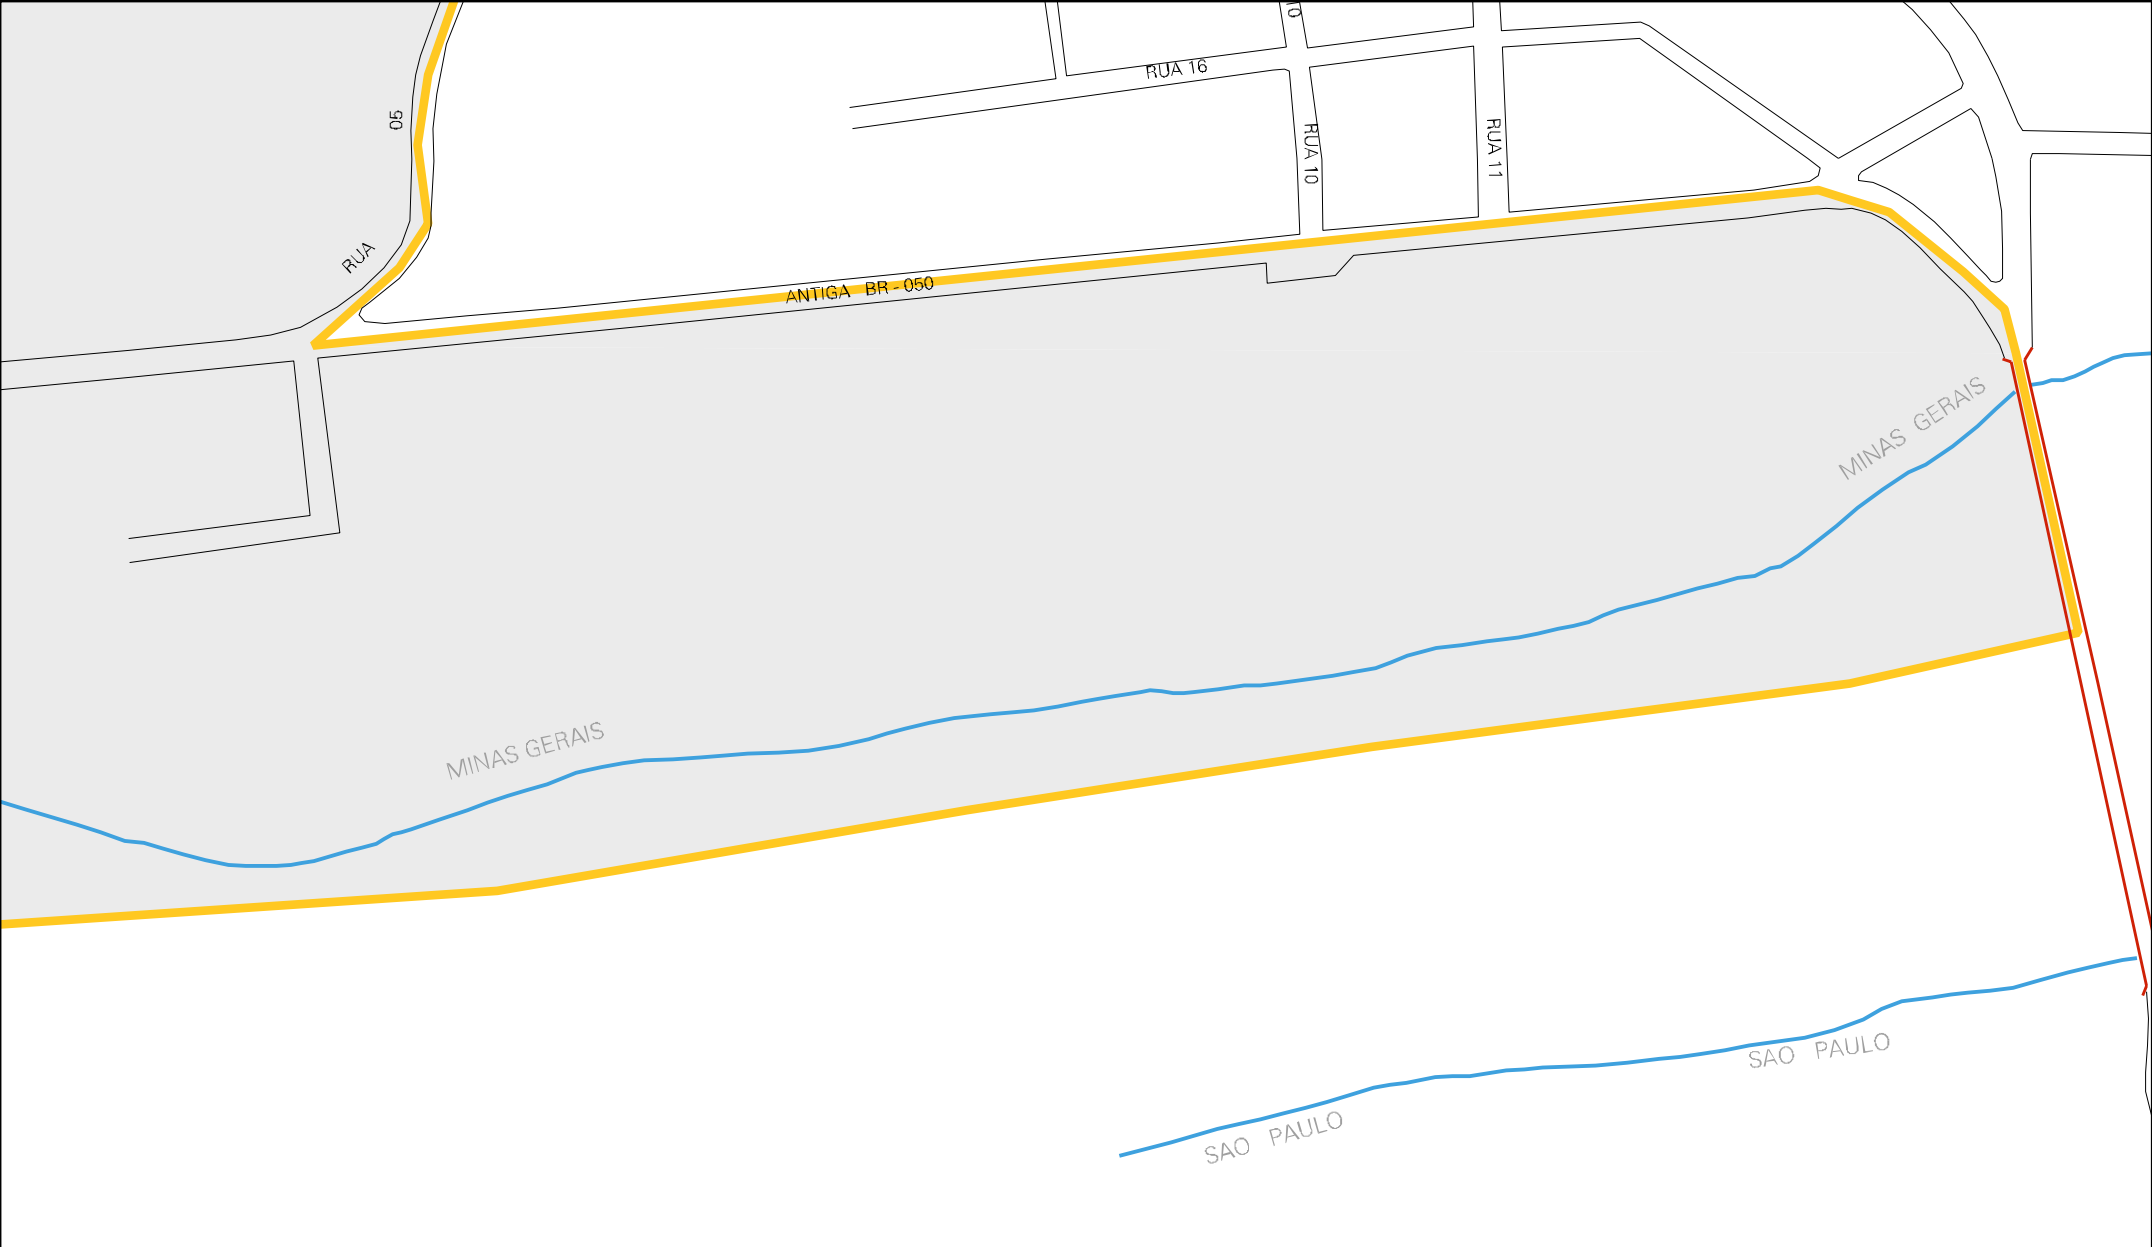 10
RUA 16
05
RUA 10
RUA 11
RUA
ANTIGA BR - 050
MINAS GERAIS
MINAS GERAIS
SAO PAULO
SAO PAULO